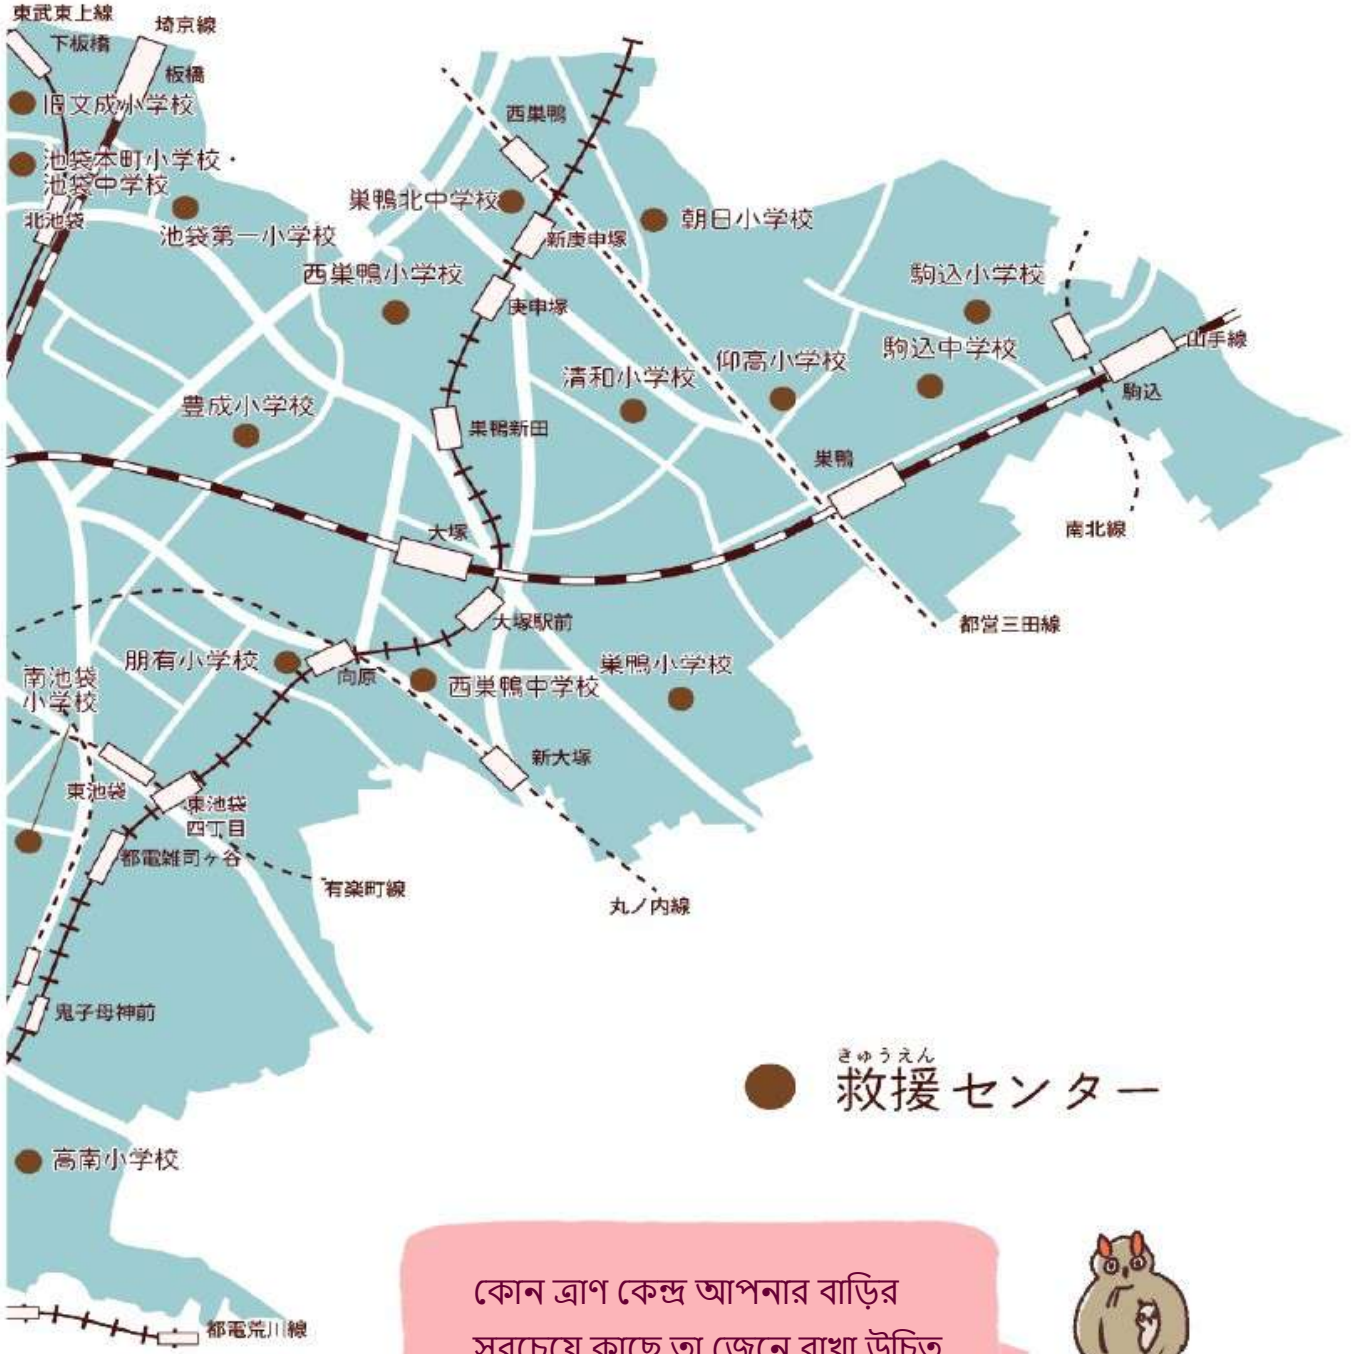 東武東上線
埼京線
下板橋
板橋
旧文成小学校
池袋本町小学校・
池袋中学校
北池袋
池袋第一小学校
西巣鴨
巣鴨北中学校
新庚申塚
朝日小学校
西巣鴨小学校
庚申塚
駒込小学校
山手線
駒込中学校
仰高小学校
清和小学校
駒込
豊成小学校
巣鴨新田
巣鴨
大塚
南北線
大塚駅前
都営三田線
朋有小学校
向原
西巣鴨中学校
巣鴨小学校
南池袋
小学校
新大塚
東池袋
東池袋
四丁目
都電雑司ヶ谷
有楽町線
丸ノ内線
鬼子母神前
きゅうえん
救援センター
高南小学校
都電荒川線
কোন ত্রাণ কেন্দ্র আপনার বাড়ির
সবচেয়ে কাছে তা জেনে রাখা উচিত